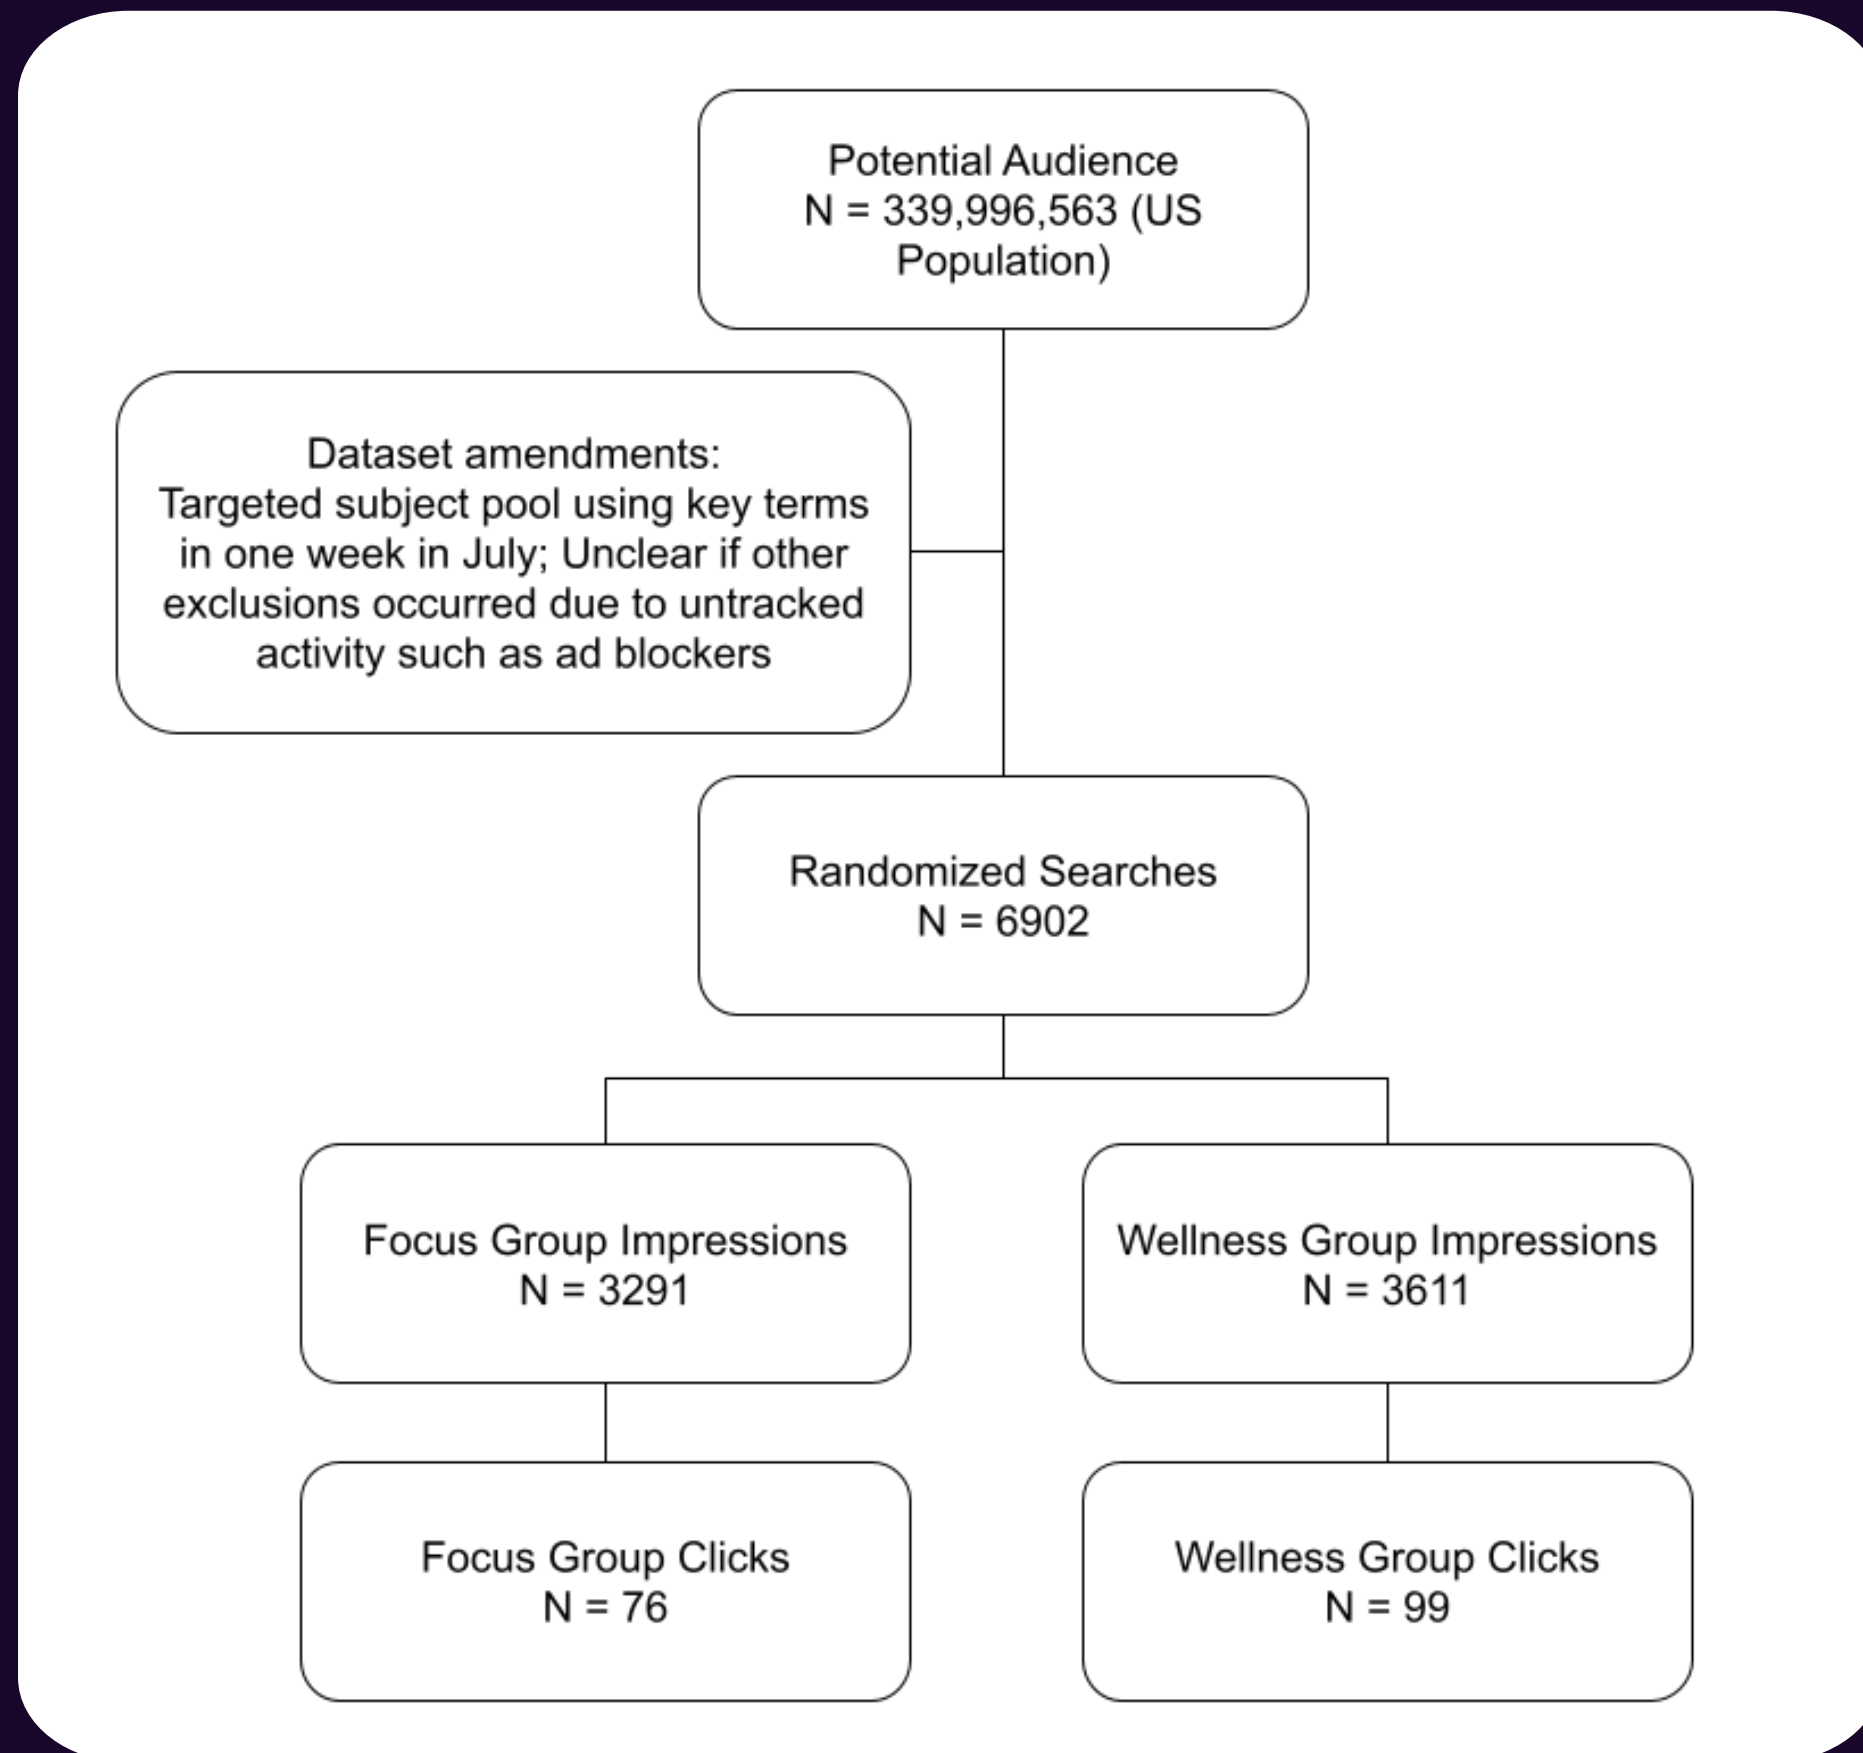 Potential Audience
N = 339,996,563 (US
Population)
Dataset amendments:
Targeted subject pool using key terms
in one week in July; Unclear if other
exclusions occurred due to untracked
activity such as ad blockers
Randomized Searches
N = 6902
Focus Group Impressions
N = 3291
Wellness Group Impressions
N = 3611
Focus Group Clicks
N = 76
Wellness Group Clicks
N = 99